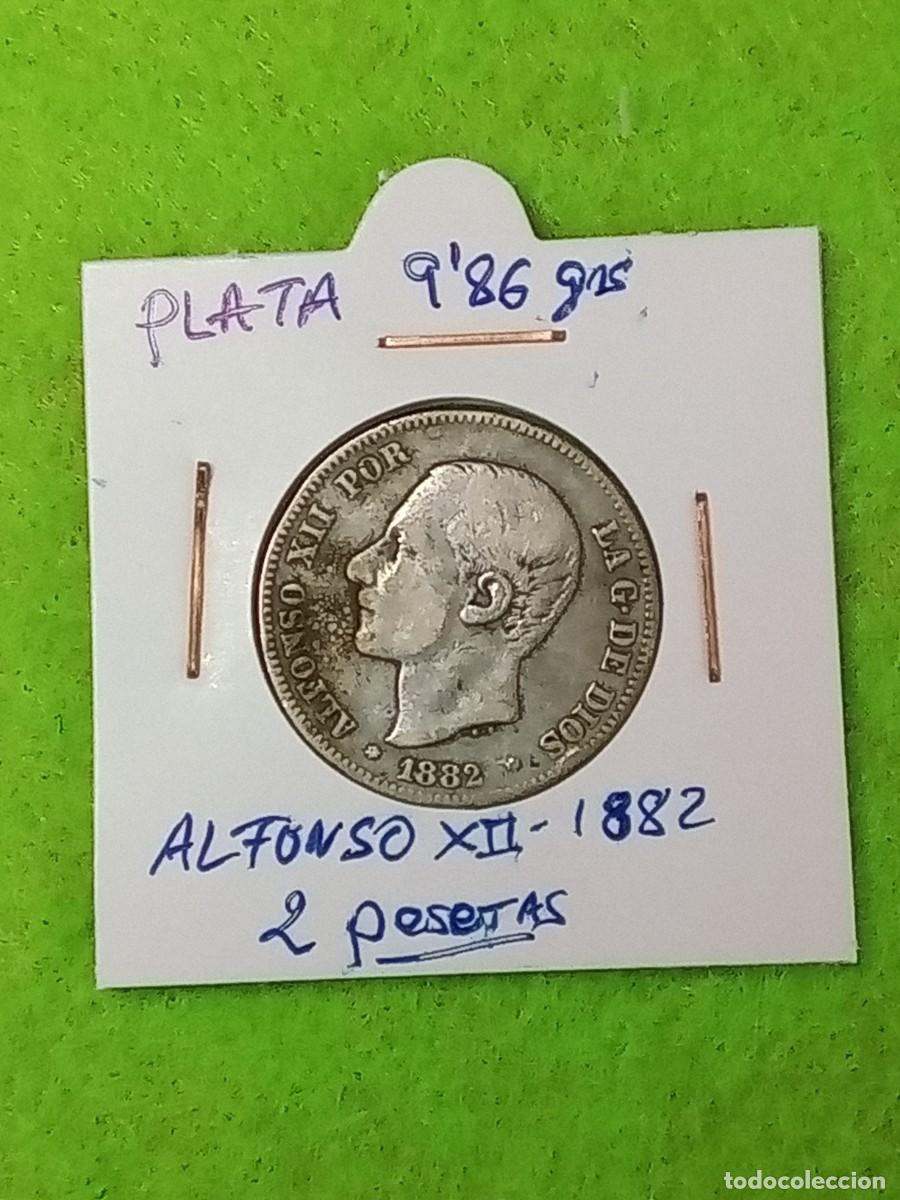 PLATA 9'86 grs
ALFONSO XII POR LA G. DE DIOS
1882
ALFONSO XII - 1882
2 pesetas
todocoleccion